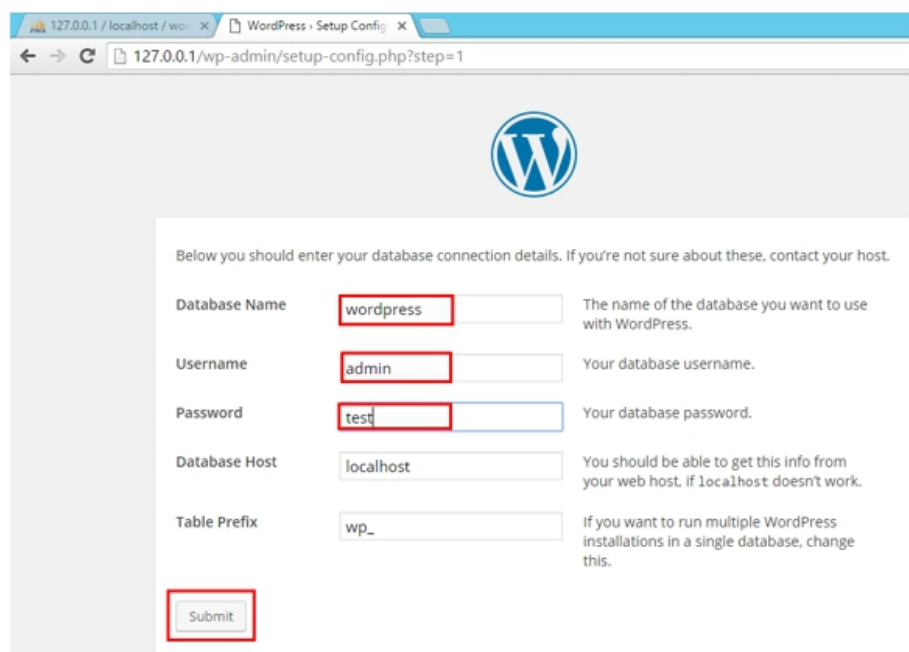 127.0.0.1 / localhost / wor
WordPress › Setup Config
127.0.0.1/wp-admin/setup-config.php?step=1
Below you should enter your database connection details. If you're not sure about these, contact your host.
Database Name
wordpress
The name of the database you want to use
with WordPress.
Username
admin
Your database username.
Password
test
Your database password.
Database Host
localhost
You should be able to get this info from
your web host, if localhost doesn't work.
Table Prefix
wp_
If you want to run multiple WordPress
installations in a single database, change
this.
Submit